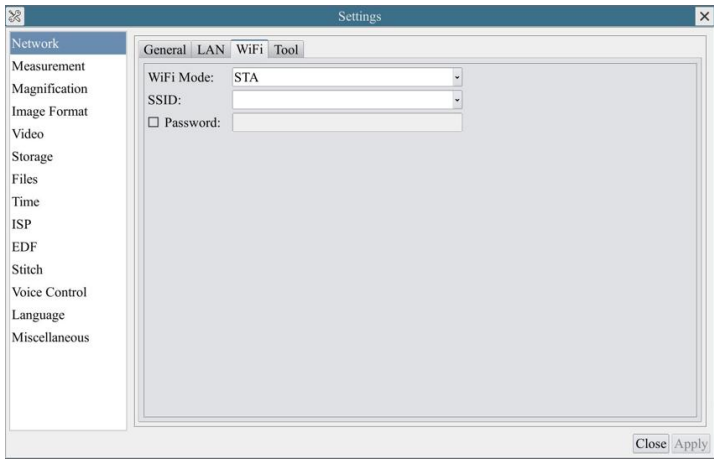 Settings
Network
Measurement
Magnification
Image Format
Video
Storage
Files
Time
ISP
EDF
Stitch
Voice Control
Language
Miscellaneous
General LAN WiFi Tool
WiFi Mode: STA
SSID:
Password:
Close Apply